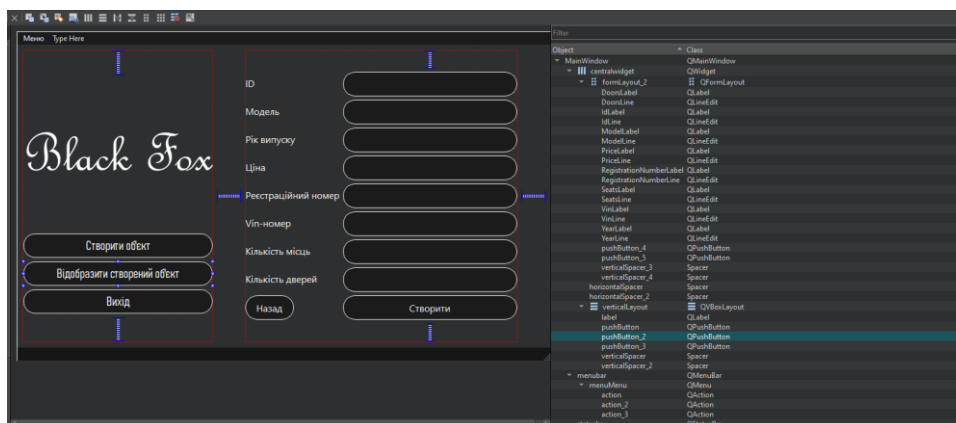 Меню Type Here
Black Fox
Створити об'єкт
Відобразити створений об'єкт
Вихід
ID
Модель
Рік випуску
Ціна
Реєстраційний номер
Vin-номер
Кількість місць
Кількість дверей
Назад Створити
Filter
Object Class
MainWindow QMainWindow
centralwidget QWidget
formLayout_2 QFormLayout
DoorsLabel QLabel
DoorsLine QLineEdit
IdLabel QLabel
IdLine QLineEdit
ModelLabel QLabel
ModelLine QLineEdit
PriceLabel QLabel
PriceLine QLineEdit
RegistrationNumberLabel QLabel
RegistrationNumberLine QLineEdit
SeatsLabel QLabel
SeatsLine QLineEdit
VinLabel QLabel
VinLine QLineEdit
YearLabel QLabel
YearLine QLineEdit
pushButton_4 QPushButton
pushButton_5 QPushButton
verticalSpacer_3 Spacer
verticalSpacer_4 Spacer
horizontalSpacer Spacer
horizontalSpacer_2 Spacer
verticalLayout QVBoxLayout
label QLabel
pushButton QPushButton
pushButton_2 QPushButton
pushButton_3 QPushButton
verticalSpacer Spacer
verticalSpacer_2 Spacer
menubar QMenuBar
menuMenu QMenu
action QAction
action_2 QAction
action_3 QAction